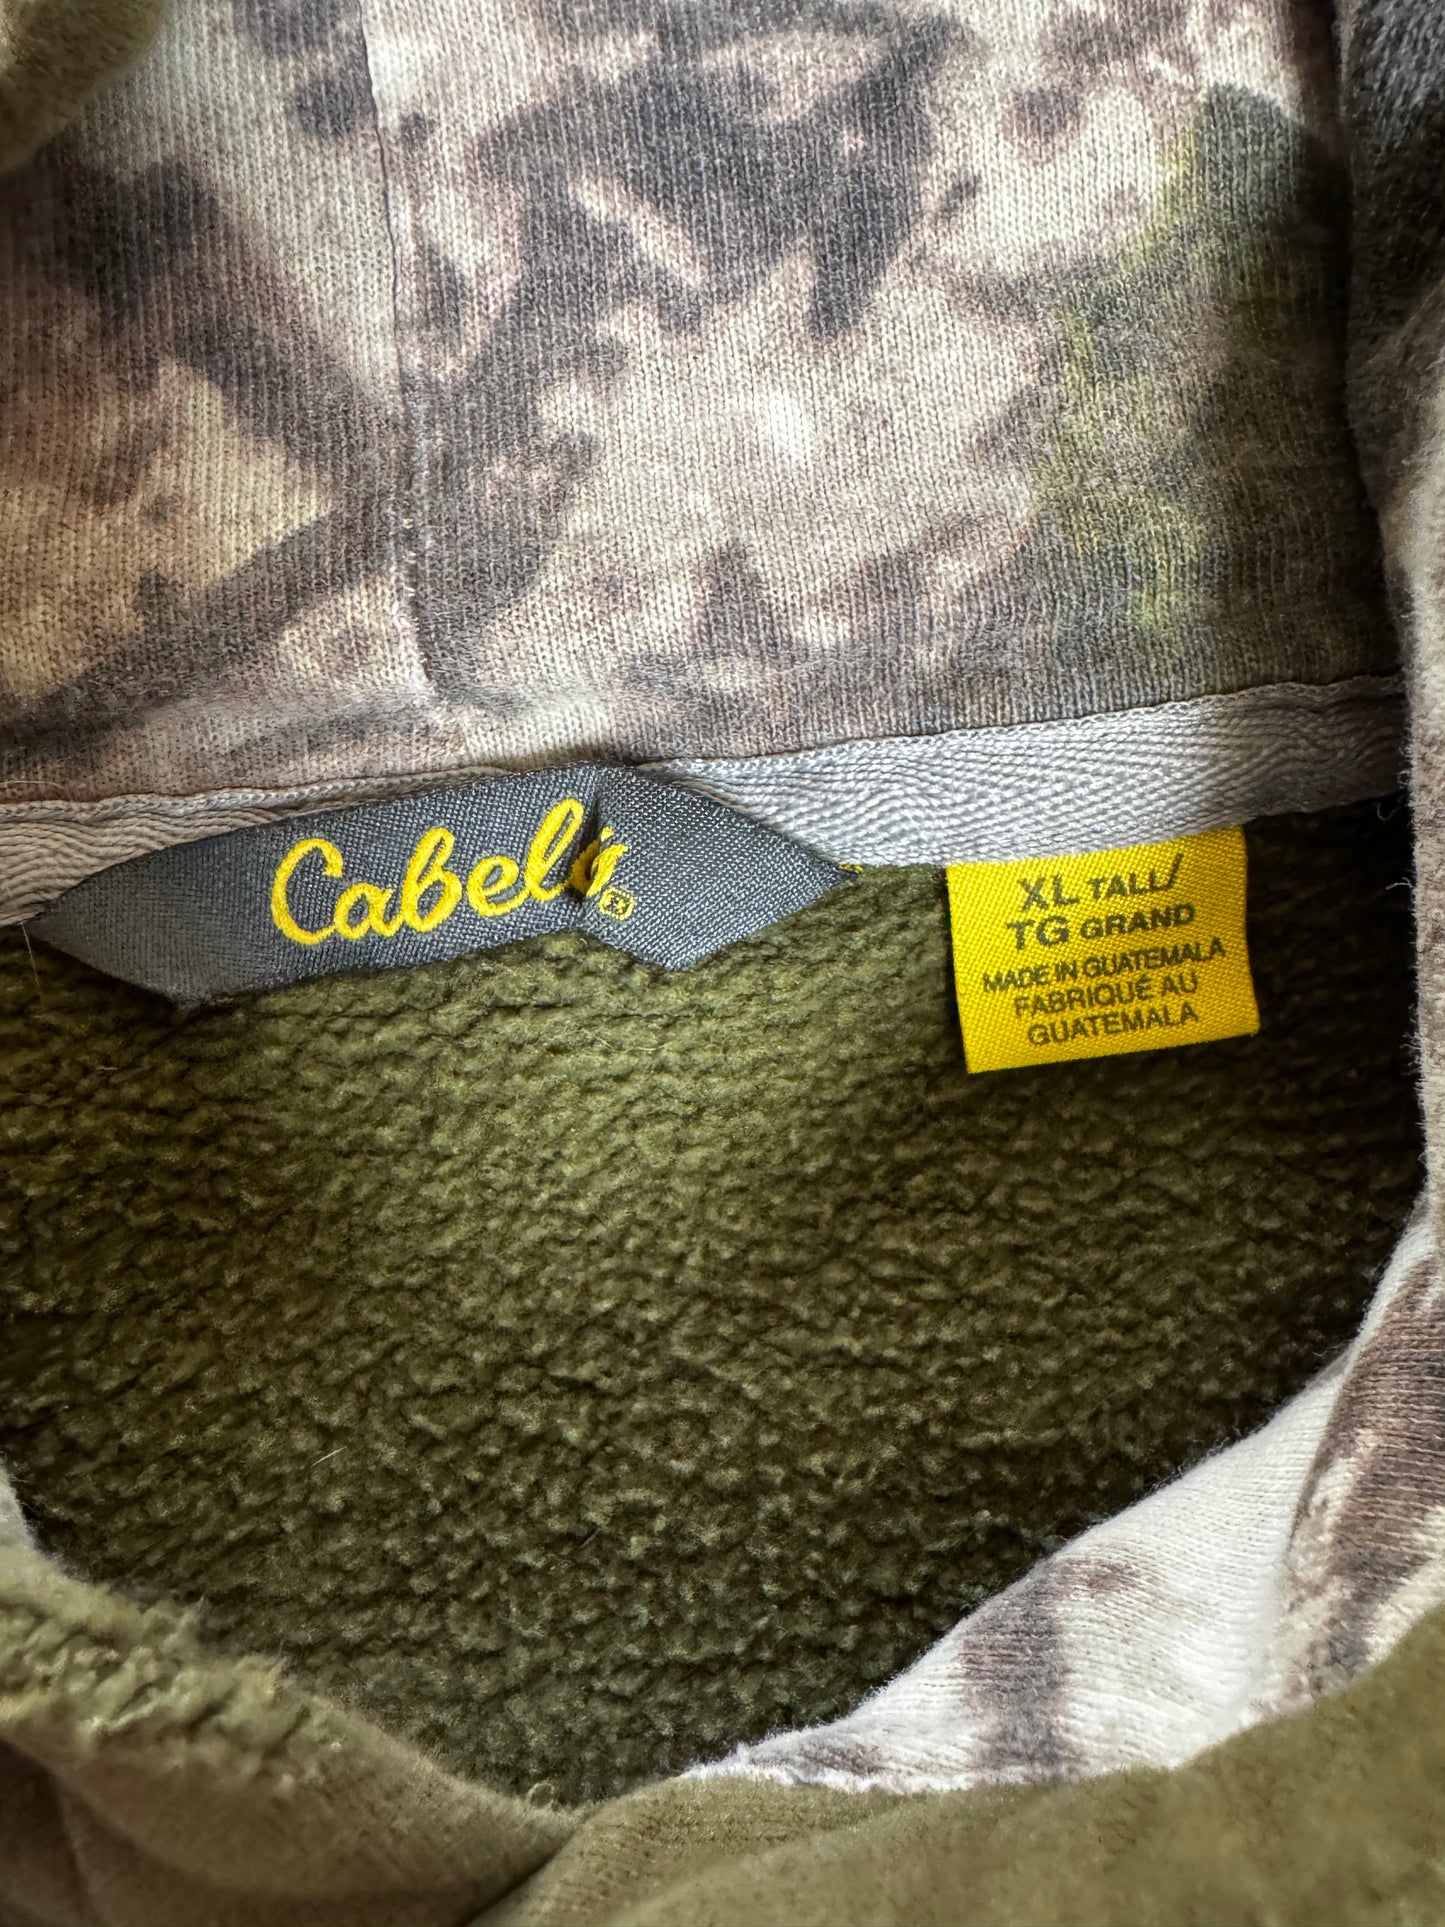 Cabela's®
XL TALL/
TG GRAND
MADE IN GUATEMALA
FABRIQUÉ AU
GUATEMALA